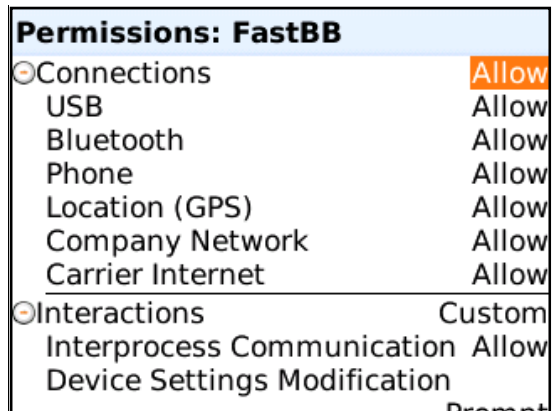 Permissions: FastBB
Connections Allow
USB Allow
Bluetooth Allow
Phone Allow
Location (GPS) Allow
Company Network Allow
Carrier Internet Allow
Interactions Custom
Interprocess Communication Allow
Device Settings Modification
Prompt